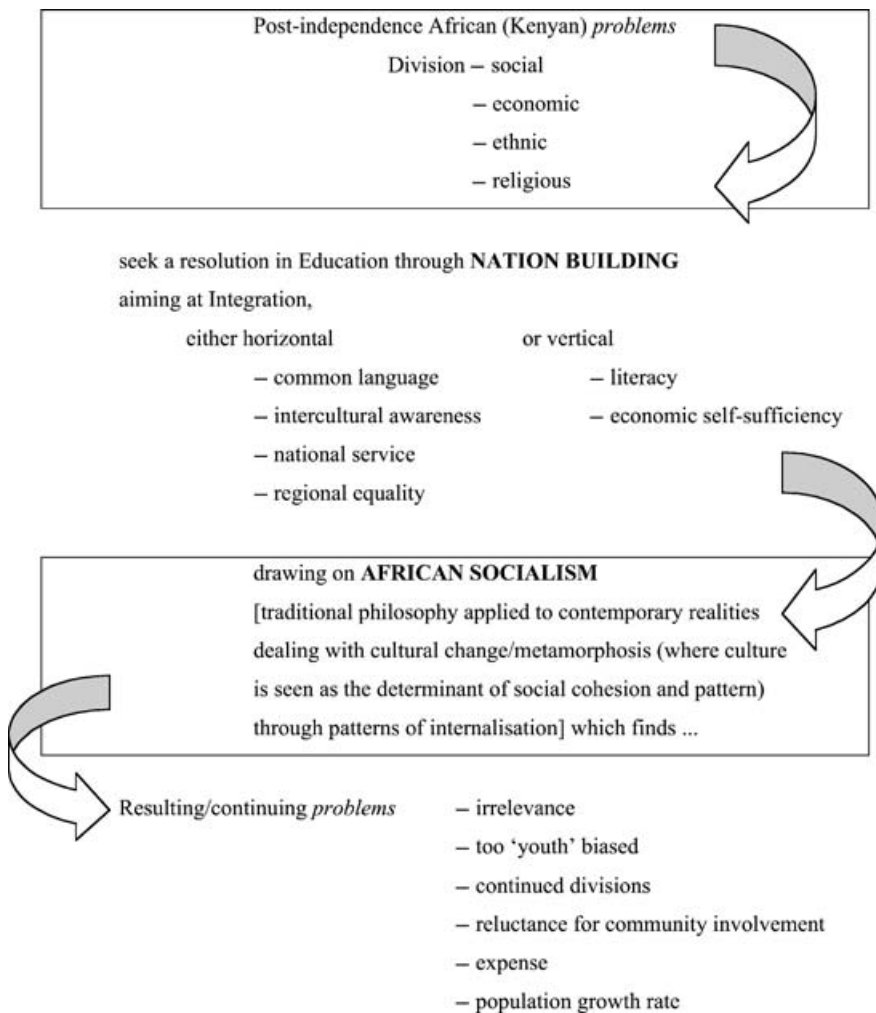 Post-independence African (Kenyan) problems
Division – social
– economic
– ethnic
– religious
seek a resolution in Education through NATION BUILDING
aiming at Integration,
either horizontal or vertical
– common language – literacy
– intercultural awareness – economic self-sufficiency
– national service
– regional equality
drawing on AFRICAN SOCIALISM
[traditional philosophy applied to contemporary realities
dealing with cultural change/metamorphosis (where culture
is seen as the determinant of social cohesion and pattern)
through patterns of internalisation] which finds ...
Resulting/continuing problems – irrelevance
– too ‘youth’ biased
– continued divisions
– reluctance for community involvement
– expense
– population growth rate